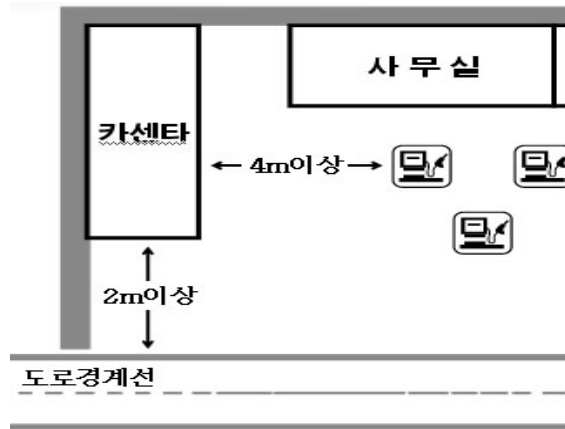 사 무 실
카센타
4m이상
2m이상
도로경계선